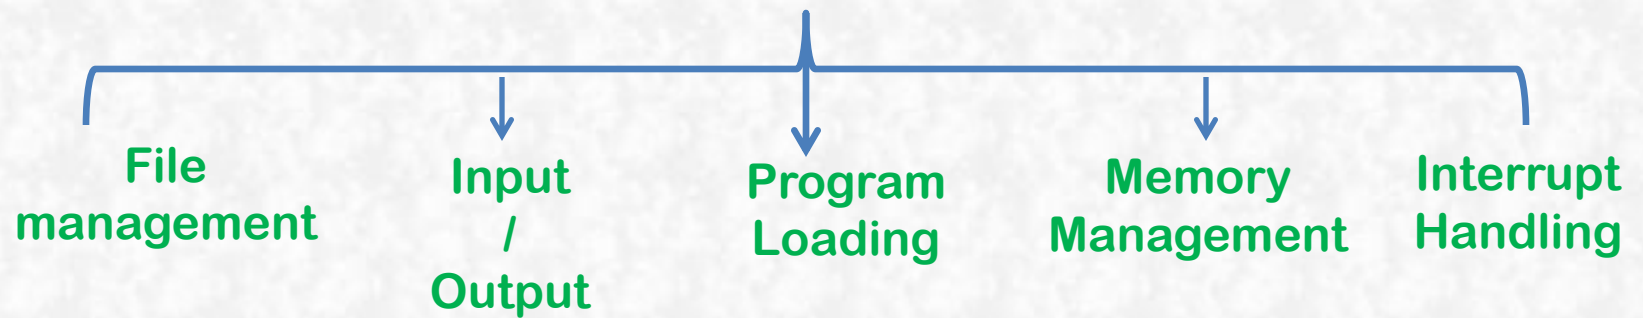 File
management
Input
/
Output
Program
Loading
Memory
Management
Interrupt
Handling